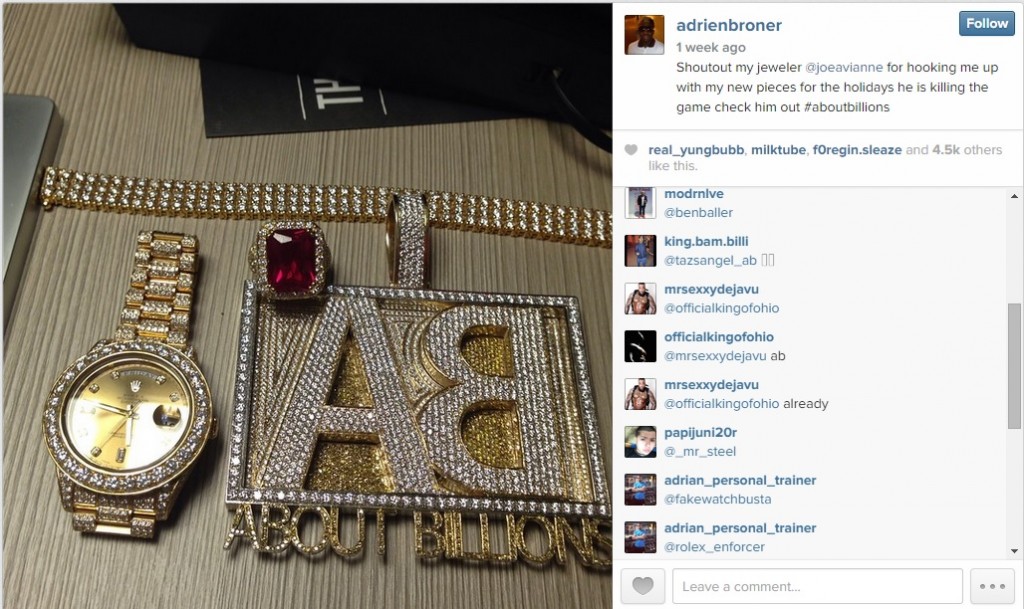 TH
AB
ABOUT BILLIONS
adrienbroner
Follow
1 week ago
Shoutout my jeweler @joeavianne for hooking me up
with my new pieces for the holidays he is killing the
game check him out #aboutbillions
real_yungbubb, milktube, f0regin.sleaze and 4.5k others
like this.
modrnlve
@benballer
king.bam.billi
@tazsangel_ab
mrsexxydejavu
@officialkingofohio
officialkingofohio
@mrsexxydejavu ab
mrsexxydejavu
@officialkingofohio already
papijuni20r
@_mr_steel
adrian_personal_trainer
@fakewatchbusta
adrian_personal_trainer
@rolex_enforcer
Leave a comment...